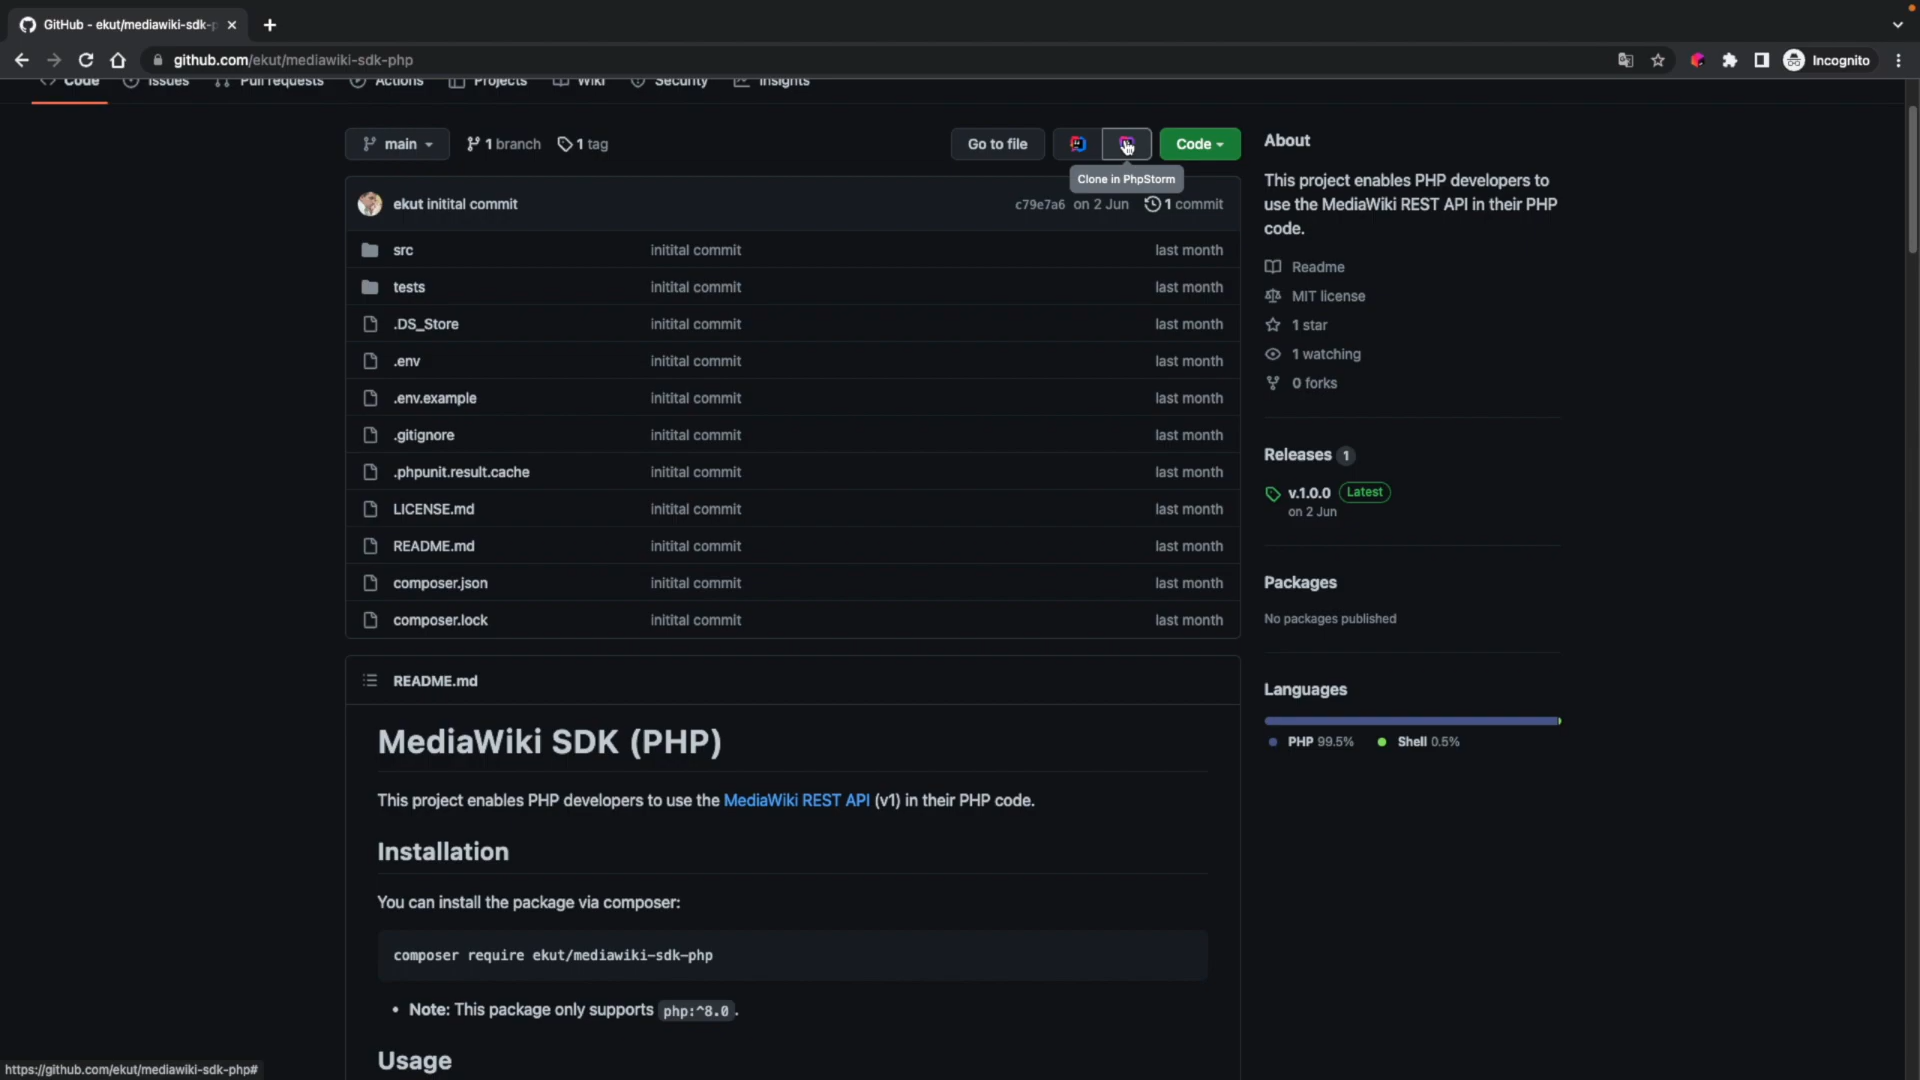 GitHub - ekut/mediawiki-sdk-p
github.com/ekut/mediawiki-sdk-php
Incognito
Code Issues Pull requests Actions Projects Wiki Security Insights
main 1 branch 1 tag Go to file Code
Clone in PhpStorm
ekut initital commit c79e7a6 on 2 Jun 1 commit
src initital commit last month
tests initital commit last month
.DS_Store initital commit last month
.env initital commit last month
.env.example initital commit last month
.gitignore initital commit last month
.phpunit.result.cache initital commit last month
LICENSE.md initital commit last month
README.md initital commit last month
composer.json initital commit last month
composer.lock initital commit last month
README.md
MediaWiki SDK (PHP)
This project enables PHP developers to use the MediaWiki REST API (v1) in their PHP code.
Installation
You can install the package via composer:
composer require ekut/mediawiki-sdk-php
• Note: This package only supports php:^8.0.
Usage
About
This project enables PHP developers to
use the MediaWiki REST API in their PHP
code.
Readme
MIT license
1 star
1 watching
0 forks
Releases 1
v.1.0.0 Latest
on 2 Jun
Packages
No packages published
Languages
PHP 99.5% Shell 0.5%
https://github.com/ekut/mediawiki-sdk-php#